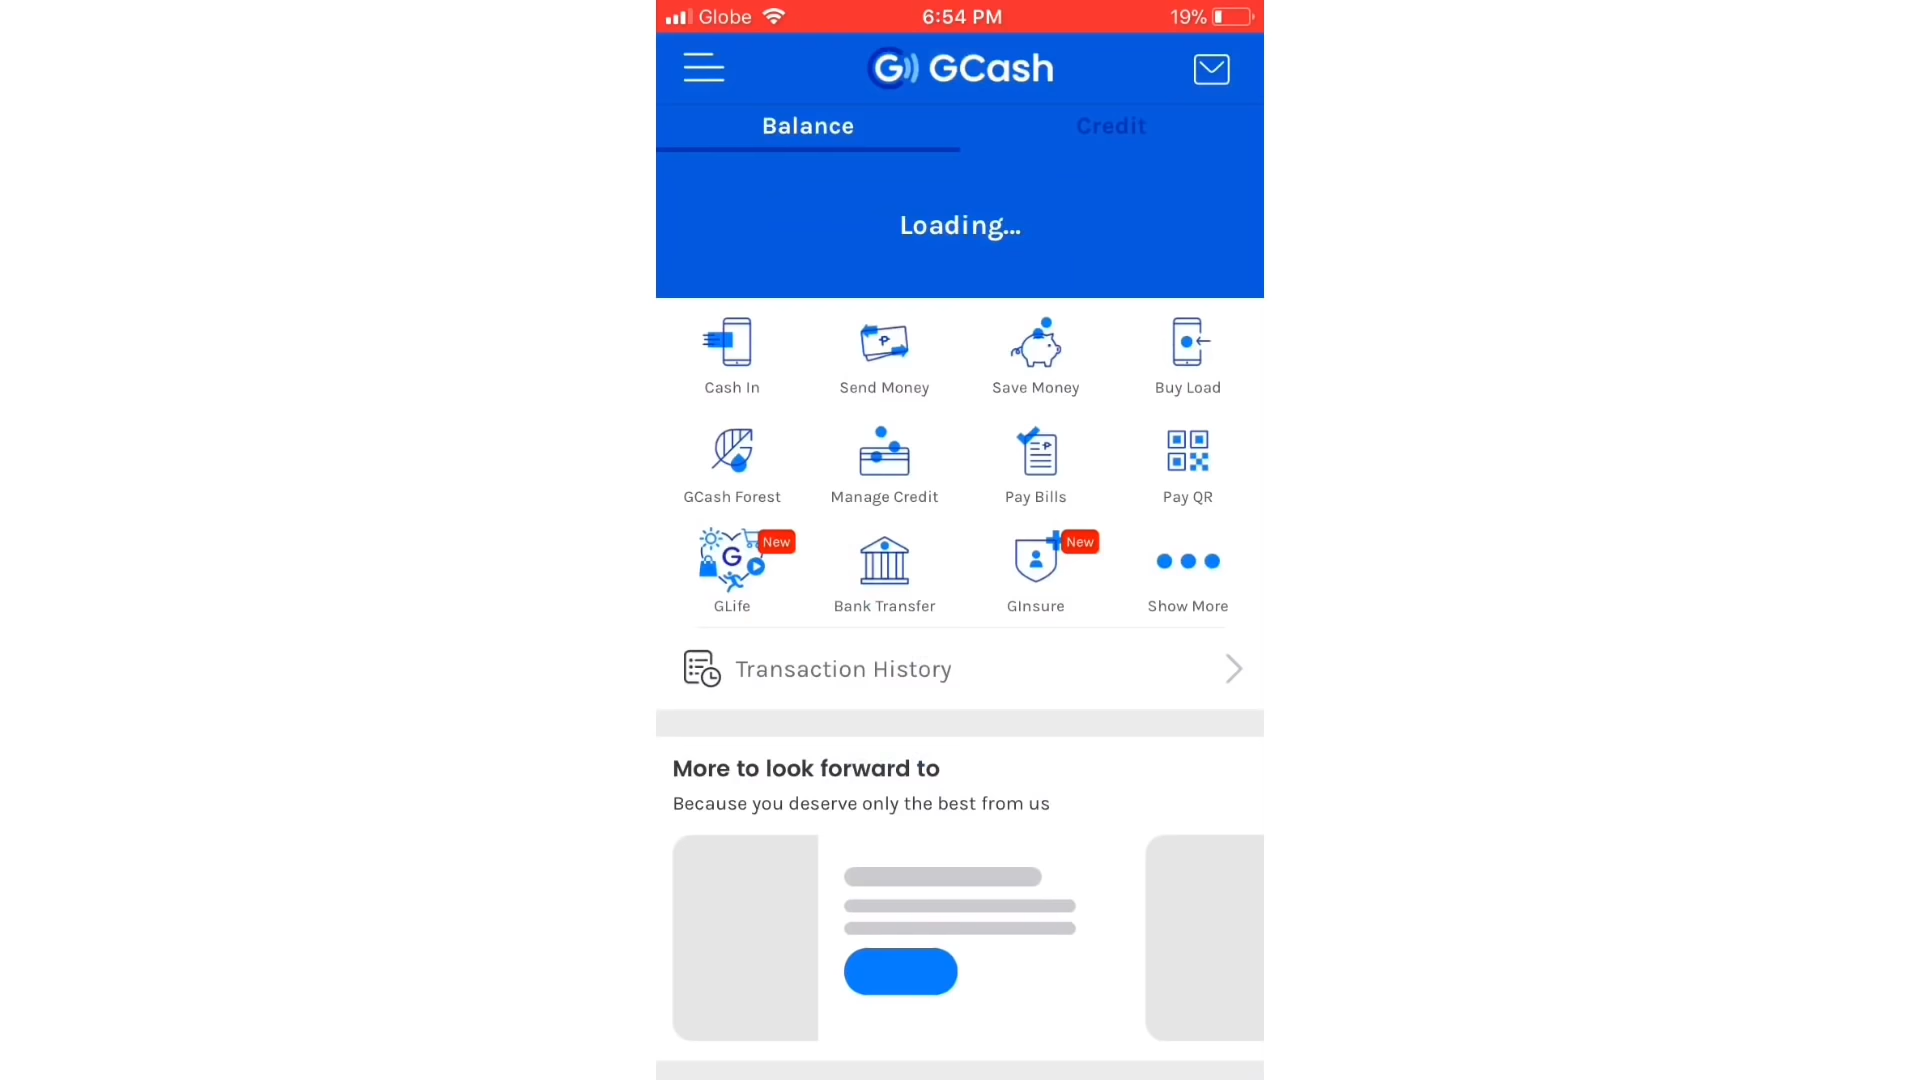 Globe 6:54 PM 19%
GCash
Balance Credit
Loading...
Cash In Send Money Save Money Buy Load
GCash Forest Manage Credit Pay Bills Pay QR
New New
GLife Bank Transfer GInsure Show More
Transaction History
More to look forward to
Because you deserve only the best from us